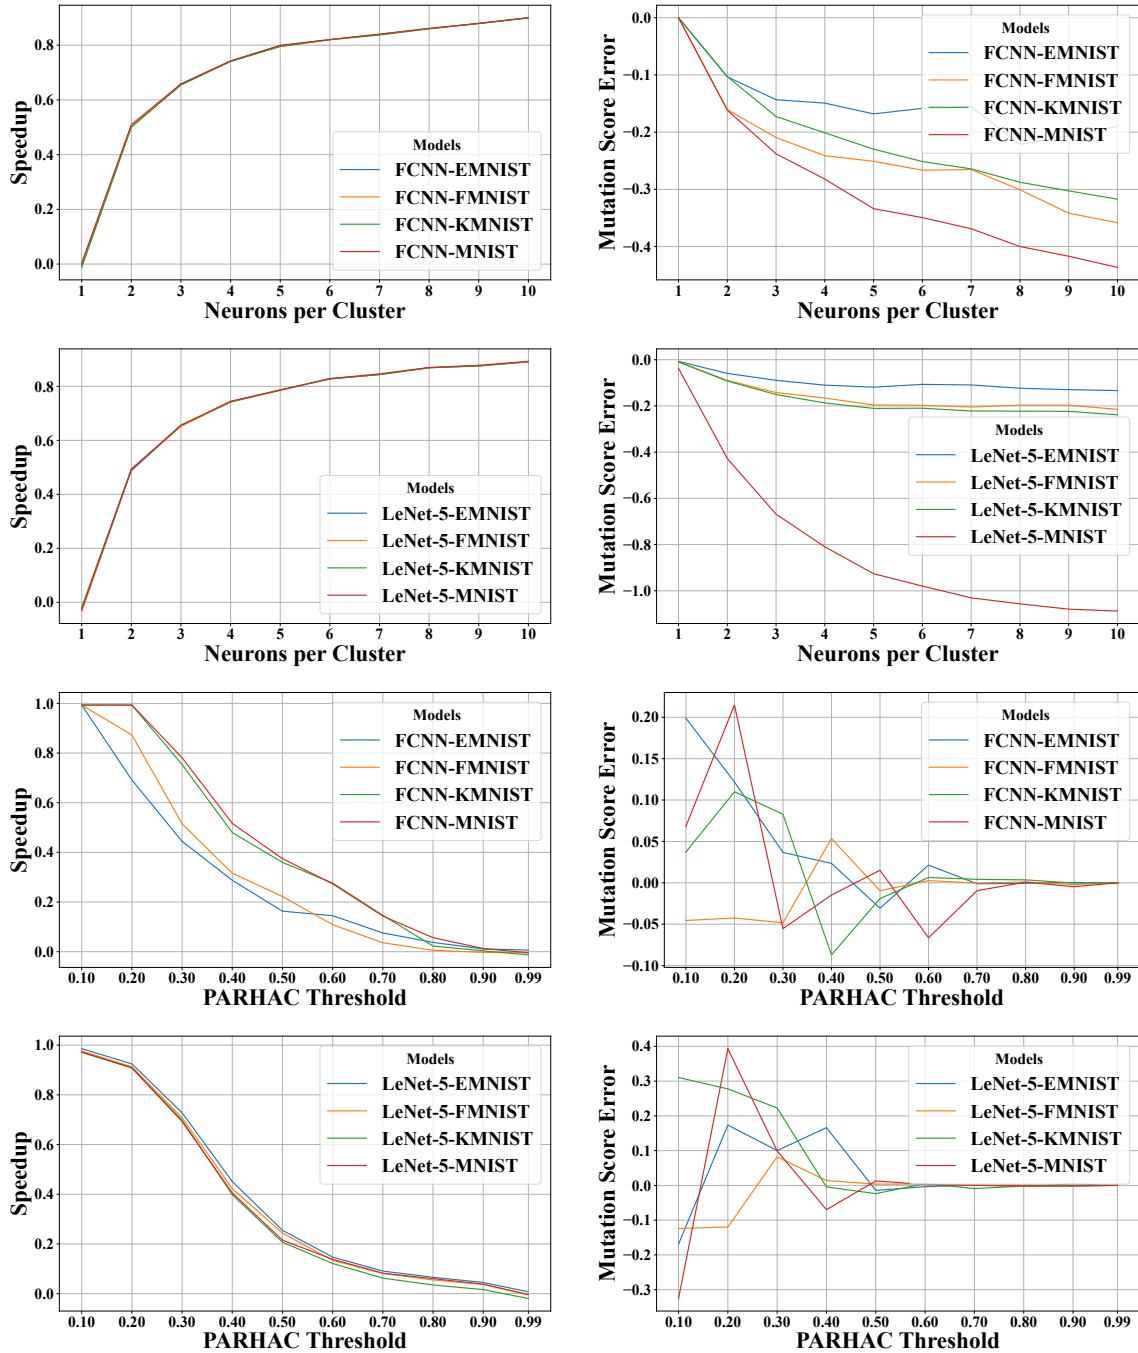 Speedup
0.8
0.6
0.4
0.2
0.0
1 2 3 4 5 6 7 8 9 10
Neurons per Cluster
Models
FCNN-EMNIST
FCNN-FMNIST
FCNN-KMNIST
FCNN-MNIST
Mutation Score Error
0.0
−0.1
−0.2
−0.3
−0.4
1 2 3 4 5 6 7 8 9 10
Neurons per Cluster
Models
FCNN-EMNIST
FCNN-FMNIST
FCNN-KMNIST
FCNN-MNIST
Speedup
0.8
0.6
0.4
0.2
0.0
1 2 3 4 5 6 7 8 9 10
Neurons per Cluster
Models
LeNet-5-EMNIST
LeNet-5-FMNIST
LeNet-5-KMNIST
LeNet-5-MNIST
Mutation Score Error
0.0
−0.2
−0.4
−0.6
−0.8
−1.0
1 2 3 4 5 6 7 8 9 10
Neurons per Cluster
Models
LeNet-5-EMNIST
LeNet-5-FMNIST
LeNet-5-KMNIST
LeNet-5-MNIST
Speedup
1.0
0.8
0.6
0.4
0.2
0.0
0.10 0.20 0.30 0.40 0.50 0.60 0.70 0.80 0.90 0.99
PARHAC Threshold
Models
FCNN-EMNIST
FCNN-FMNIST
FCNN-KMNIST
FCNN-MNIST
Mutation Score Error
0.20
0.15
0.10
0.05
0.00
−0.05
−0.10
0.10 0.20 0.30 0.40 0.50 0.60 0.70 0.80 0.90 0.99
PARHAC Threshold
Models
FCNN-EMNIST
FCNN-FMNIST
FCNN-KMNIST
FCNN-MNIST
Speedup
1.0
0.8
0.6
0.4
0.2
0.0
0.10 0.20 0.30 0.40 0.50 0.60 0.70 0.80 0.90 0.99
PARHAC Threshold
Models
LeNet-5-EMNIST
LeNet-5-FMNIST
LeNet-5-KMNIST
LeNet-5-MNIST
Mutation Score Error
0.4
0.3
0.2
0.1
0.0
−0.1
−0.2
−0.3
0.10 0.20 0.30 0.40 0.50 0.60 0.70 0.80 0.90 0.99
PARHAC Threshold
Models
LeNet-5-EMNIST
LeNet-5-FMNIST
LeNet-5-KMNIST
LeNet-5-MNIST